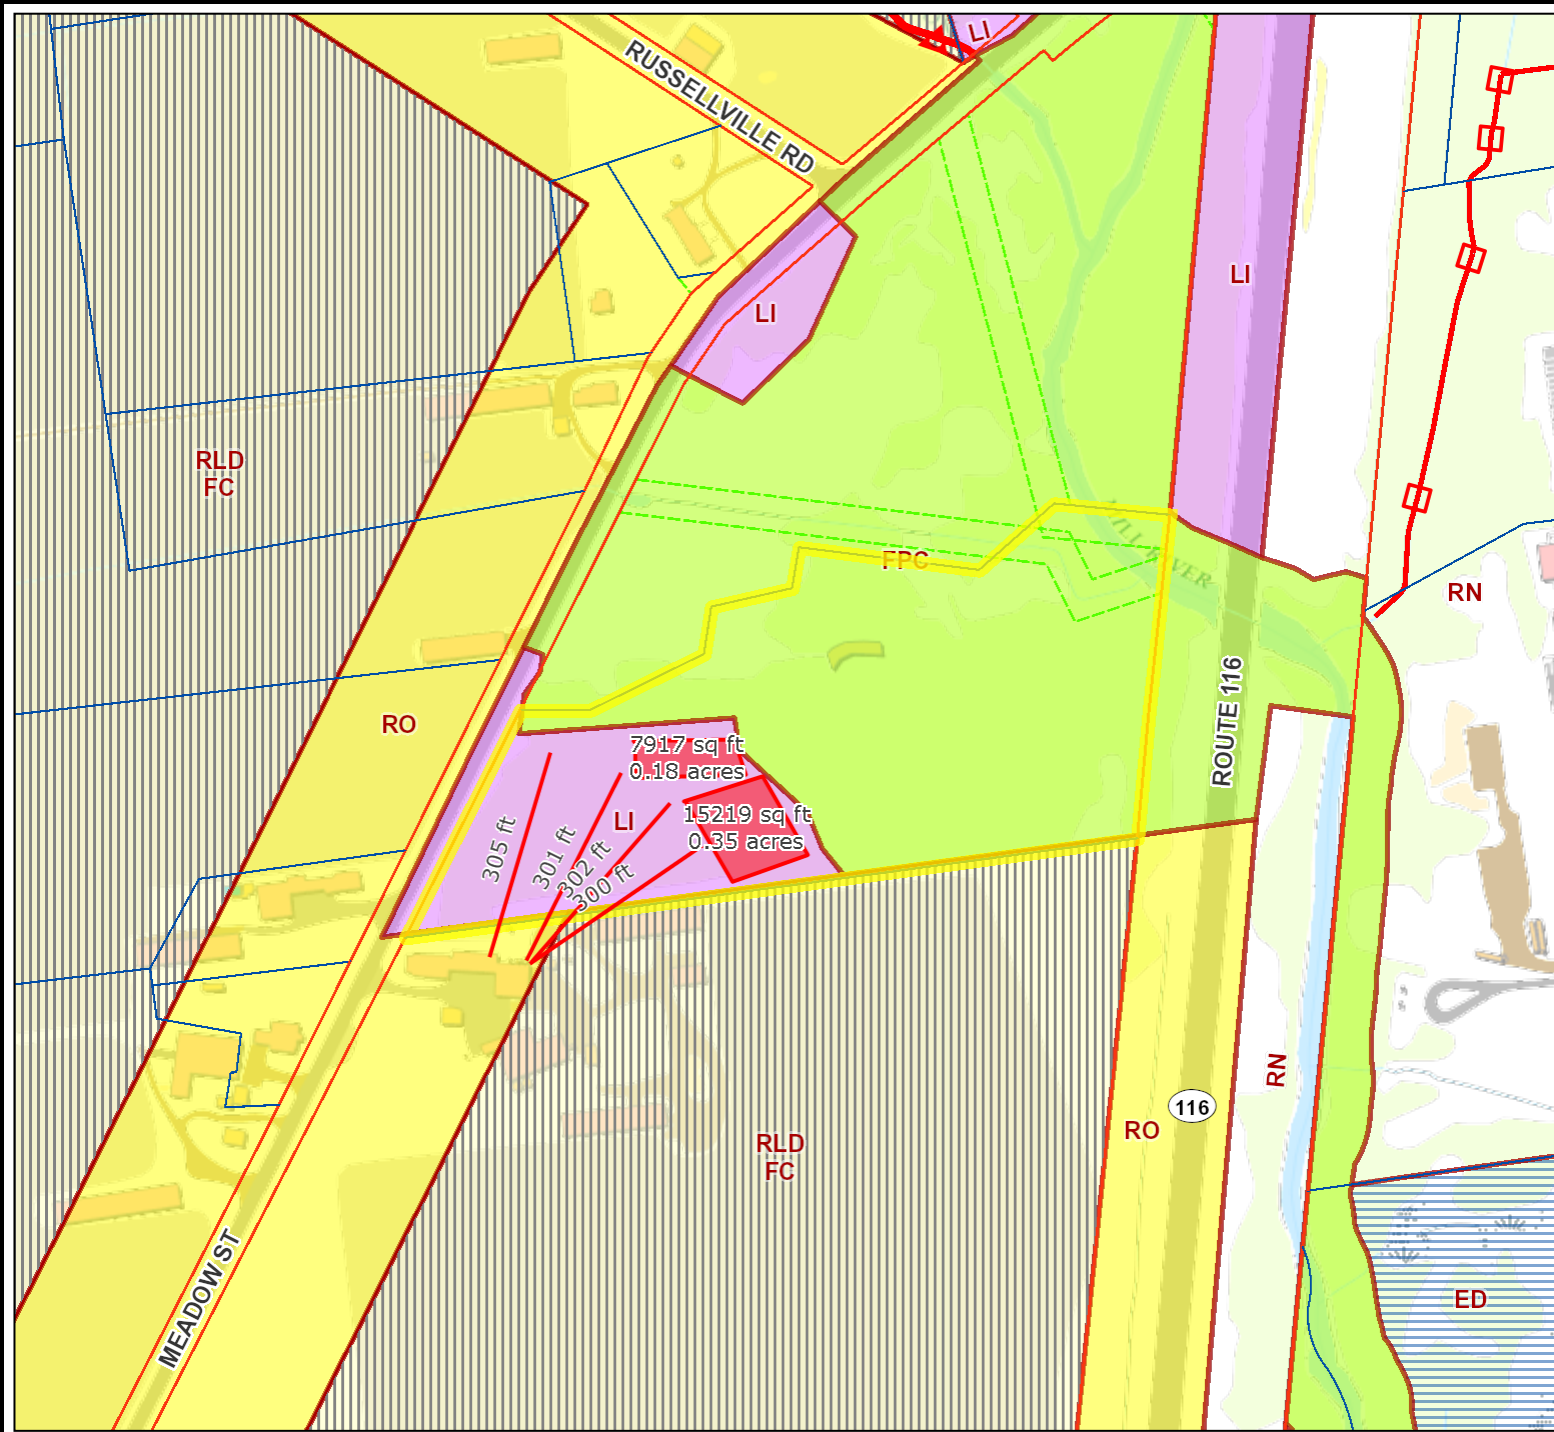 LI
RUSSELLVILLE RD
LI
LI
RLD
FC
FPC
MILL RIVER
RN
ROUTE 116
RO
7917 sq ft
0.18 acres
LI
15219 sq ft
0.35 acres
305 ft
301 ft
302 ft
300 ft
RN
116
RO
RLD
FC
MEADOW ST
ED